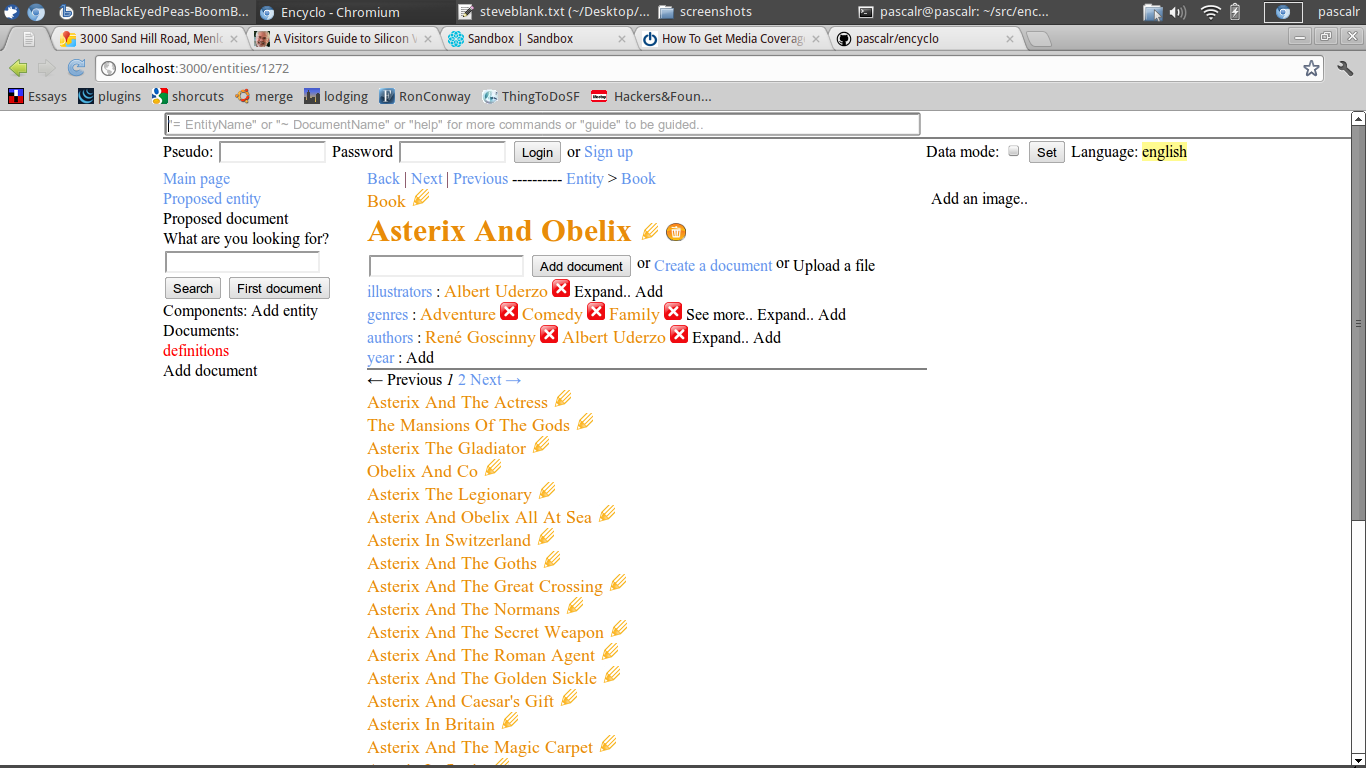 TheBlackEyedPeas-BoomB... Encyclo - Chromium steveblank.txt (~/Desktop/... screenshots pascalr@pascalr: ~/src/enc... pascalr
3000 Sand Hill Road, Menlo A Visitors Guide to Silicon V Sandbox | Sandbox How To Get Media Coverage pascalr/encyclo
localhost:3000/entities/1272
Essays plugins shorcuts merge lodging RonConway ThingToDoSF Hackers&Foun...
"= EntityName" or "~ DocumentName" or "help" for more commands or "guide" to be guided..
Pseudo: Password Login or Sign up Data mode: Set Language: english
Main page
Proposed entity
Proposed document
What are you looking for?
Search First document
Components: Add entity
Documents:
definitions
Add document
Back | Next | Previous ---------- Entity > Book
Book
Asterix And Obelix
Add document or Create a document or Upload a file
illustrators : Albert Uderzo Expand.. Add
genres : Adventure Comedy Family See more.. Expand.. Add
authors : René Goscinny Albert Uderzo Expand.. Add
year : Add
← Previous 1 2 Next →
Asterix And The Actress
The Mansions Of The Gods
Asterix The Gladiator
Obelix And Co
Asterix The Legionary
Asterix And Obelix All At Sea
Asterix In Switzerland
Asterix And The Goths
Asterix And The Great Crossing
Asterix And The Normans
Asterix And The Secret Weapon
Asterix And The Roman Agent
Asterix And The Golden Sickle
Asterix And Caesar's Gift
Asterix In Britain
Asterix And The Magic Carpet
Add an image..